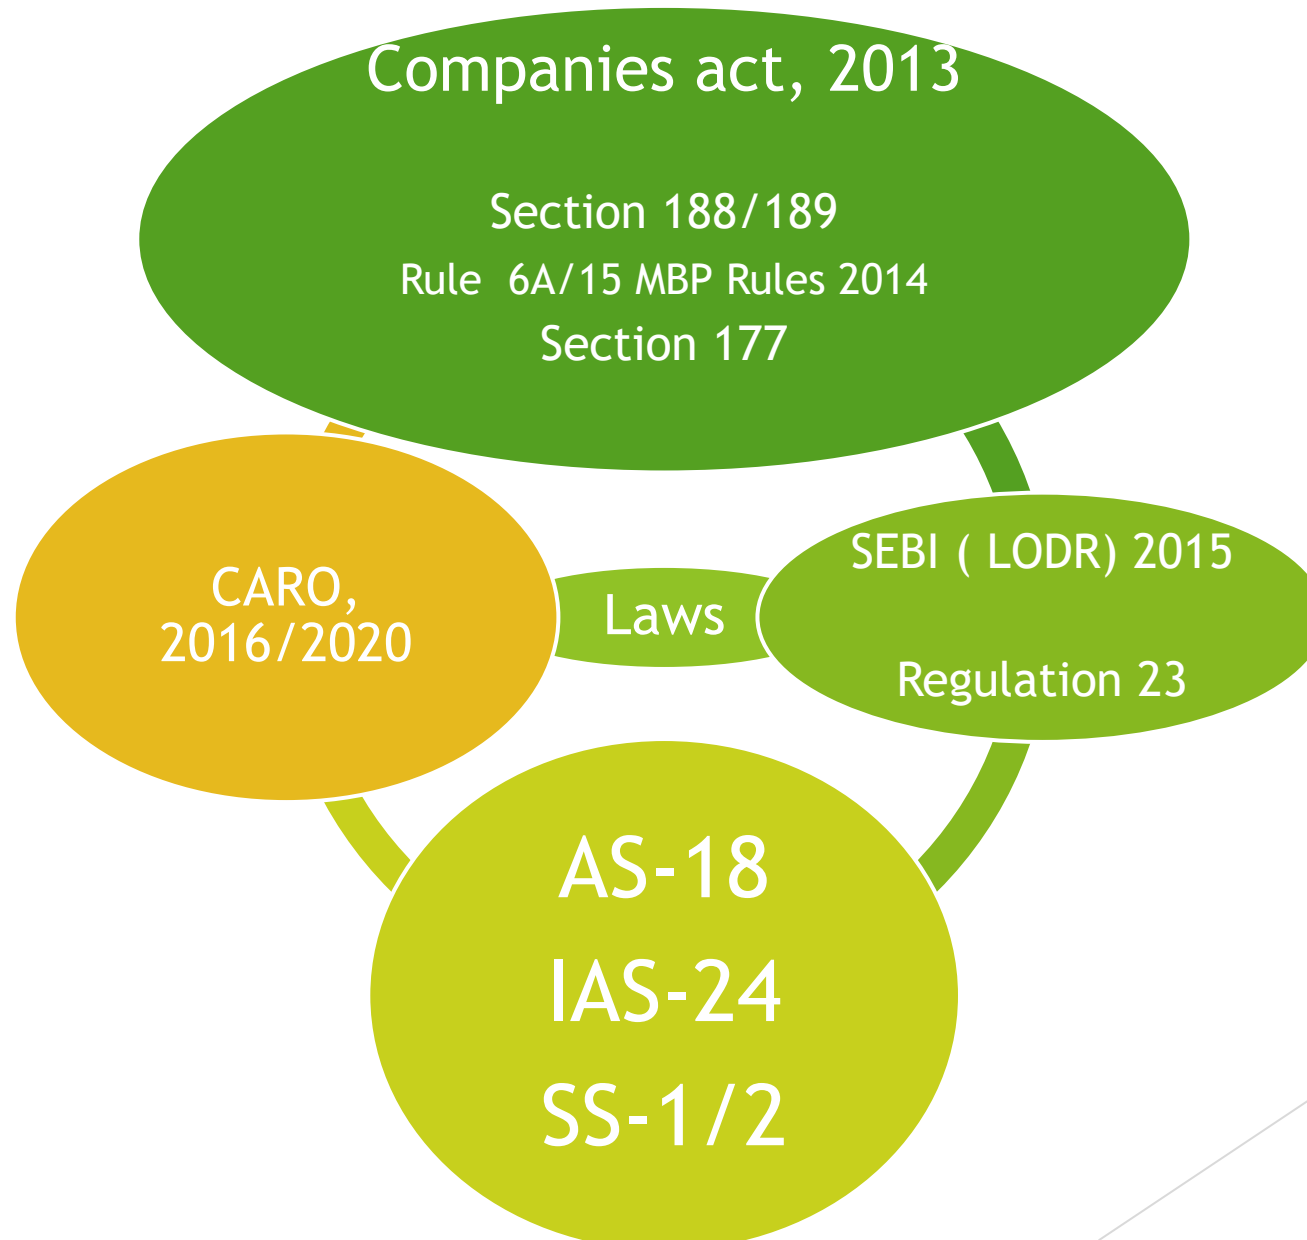 Companies act, 2013
Section 188/189
Rule 6A/15 MBP Rules 2014
Section 177
CARO,
2016/2020
Laws
SEBI ( LODR) 2015
Regulation 23
AS-18
IAS-24
SS-1/2